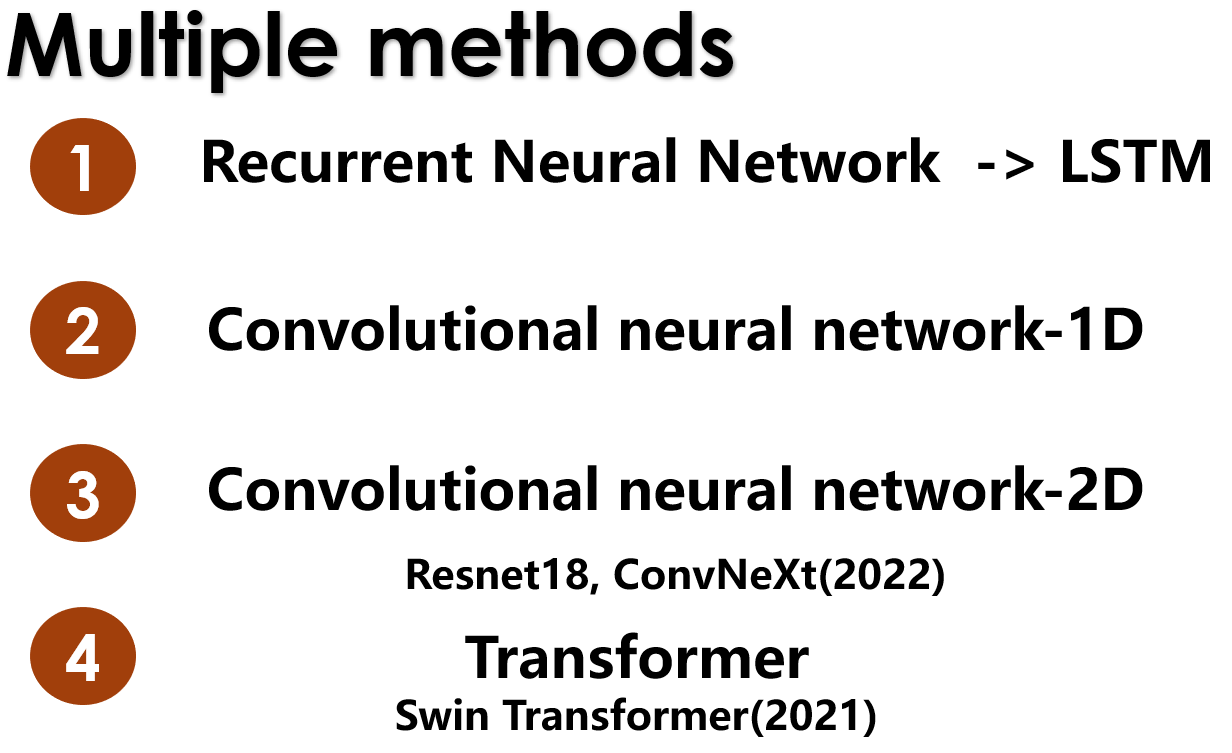 Multiple methods
1 Recurrent Neural Network -> LSTM
2 Convolutional neural network-1D
3 Convolutional neural network-2D
Resnet18, ConvNeXt(2022)
4 Transformer
Swin Transformer(2021)